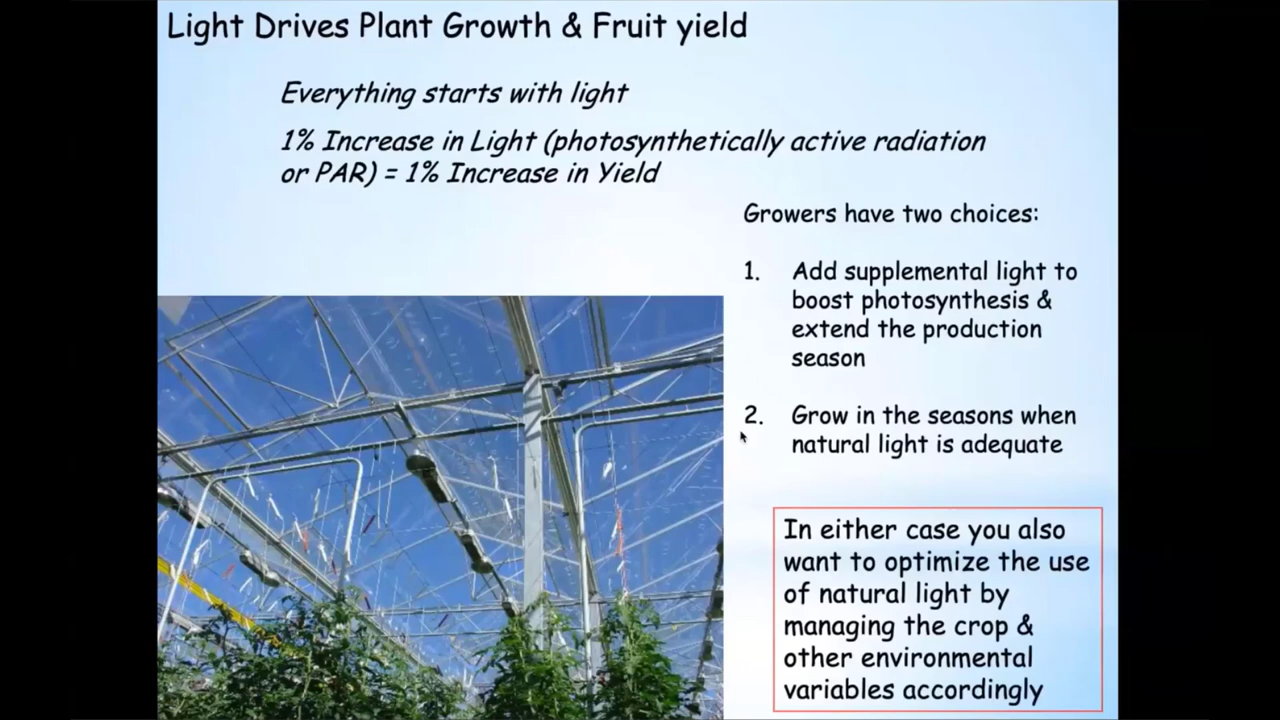 Light Drives Plant Growth & Fruit yield
Everything starts with light
1% Increase in Light (photosynthetically active radiation
or PAR) = 1% Increase in Yield
Growers have two choices:
1. Add supplemental light to
boost photosynthesis &
extend the production
season
2. Grow in the seasons when
natural light is adequate
In either case you also
want to optimize the use
of natural light by
managing the crop &
other environmental
variables accordingly